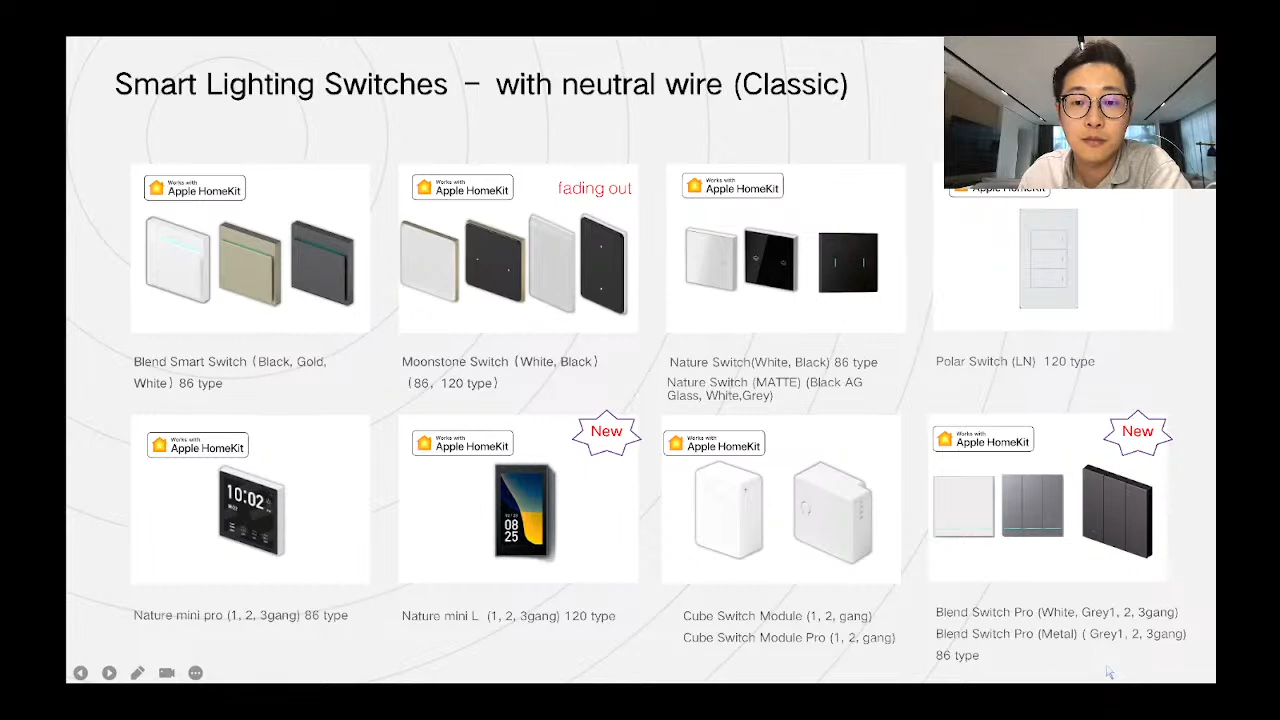 Smart Lighting Switches – with neutral wire (Classic)
Works with
Apple HomeKit
Works with
Apple HomeKit
fading out
Works with
Apple HomeKit
Apple HomeKit
Blend Smart Switch (Black, Gold,
White) 86 type
Moonstone Switch (White, Black)
(86, 120 type)
Nature Switch(White, Black) 86 type
Nature Switch (MATTE) (Black AG
Glass, White,Grey)
Polar Switch (LN) 120 type
Works with
Apple HomeKit
10:02
Works with
Apple HomeKit
New
08
25
Works with
Apple HomeKit
Works with
Apple HomeKit
New
Nature mini pro (1, 2, 3gang) 86 type
Nature mini L (1, 2, 3gang) 120 type
Cube Switch Module (1, 2, gang)
Cube Switch Module Pro (1, 2, gang)
Blend Switch Pro (White, Grey1, 2, 3gang)
Blend Switch Pro (Metal) ( Grey1, 2, 3gang)
86 type